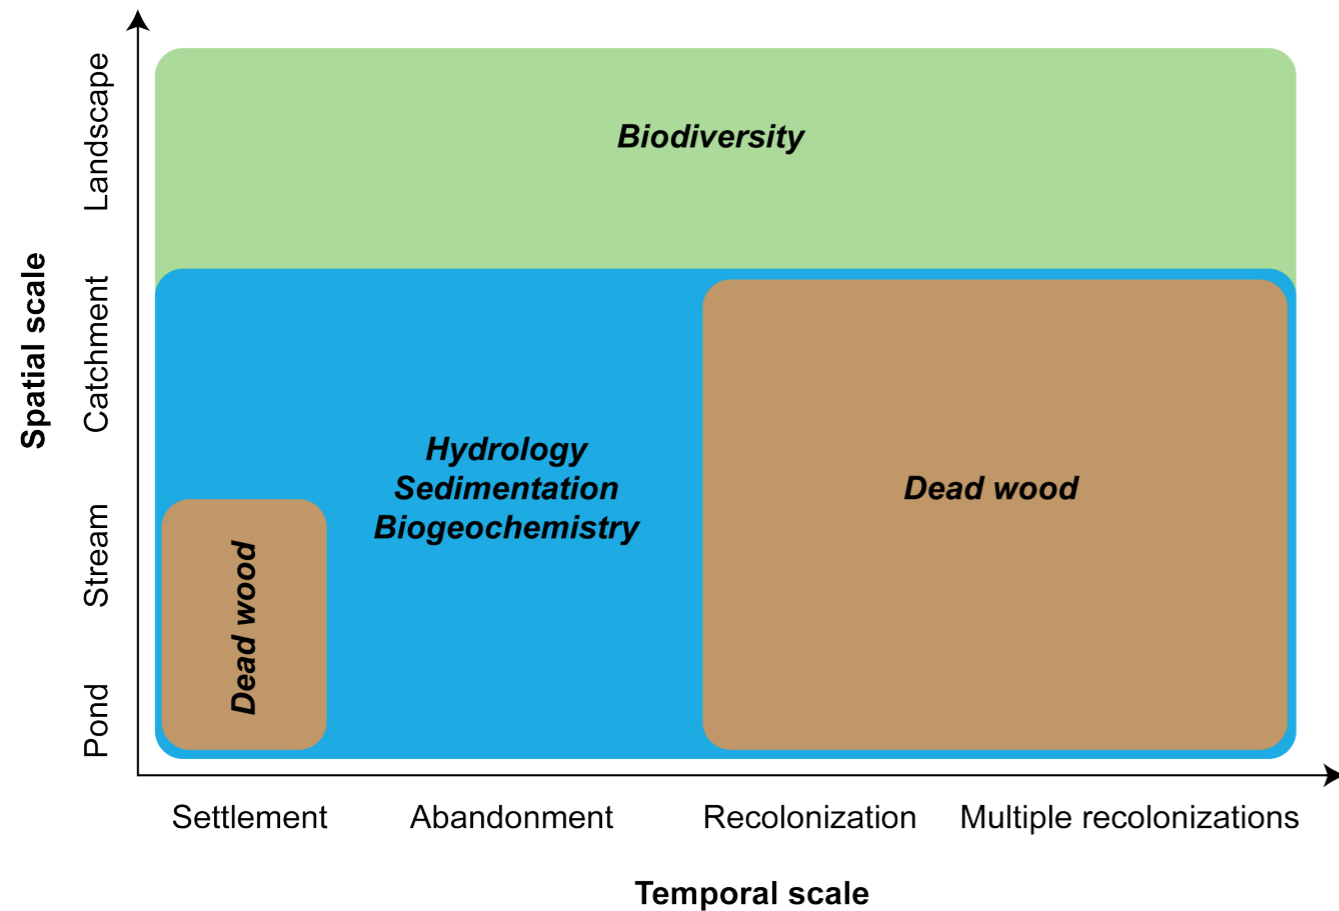 Spatial scale
Landscape
Catchment
Stream
Pond
Biodiversity
Hydrology
Sedimentation
Biogeochemistry
Dead wood
Dead wood
Settlement
Abandonment
Recolonization
Multiple recolonizations
Temporal scale